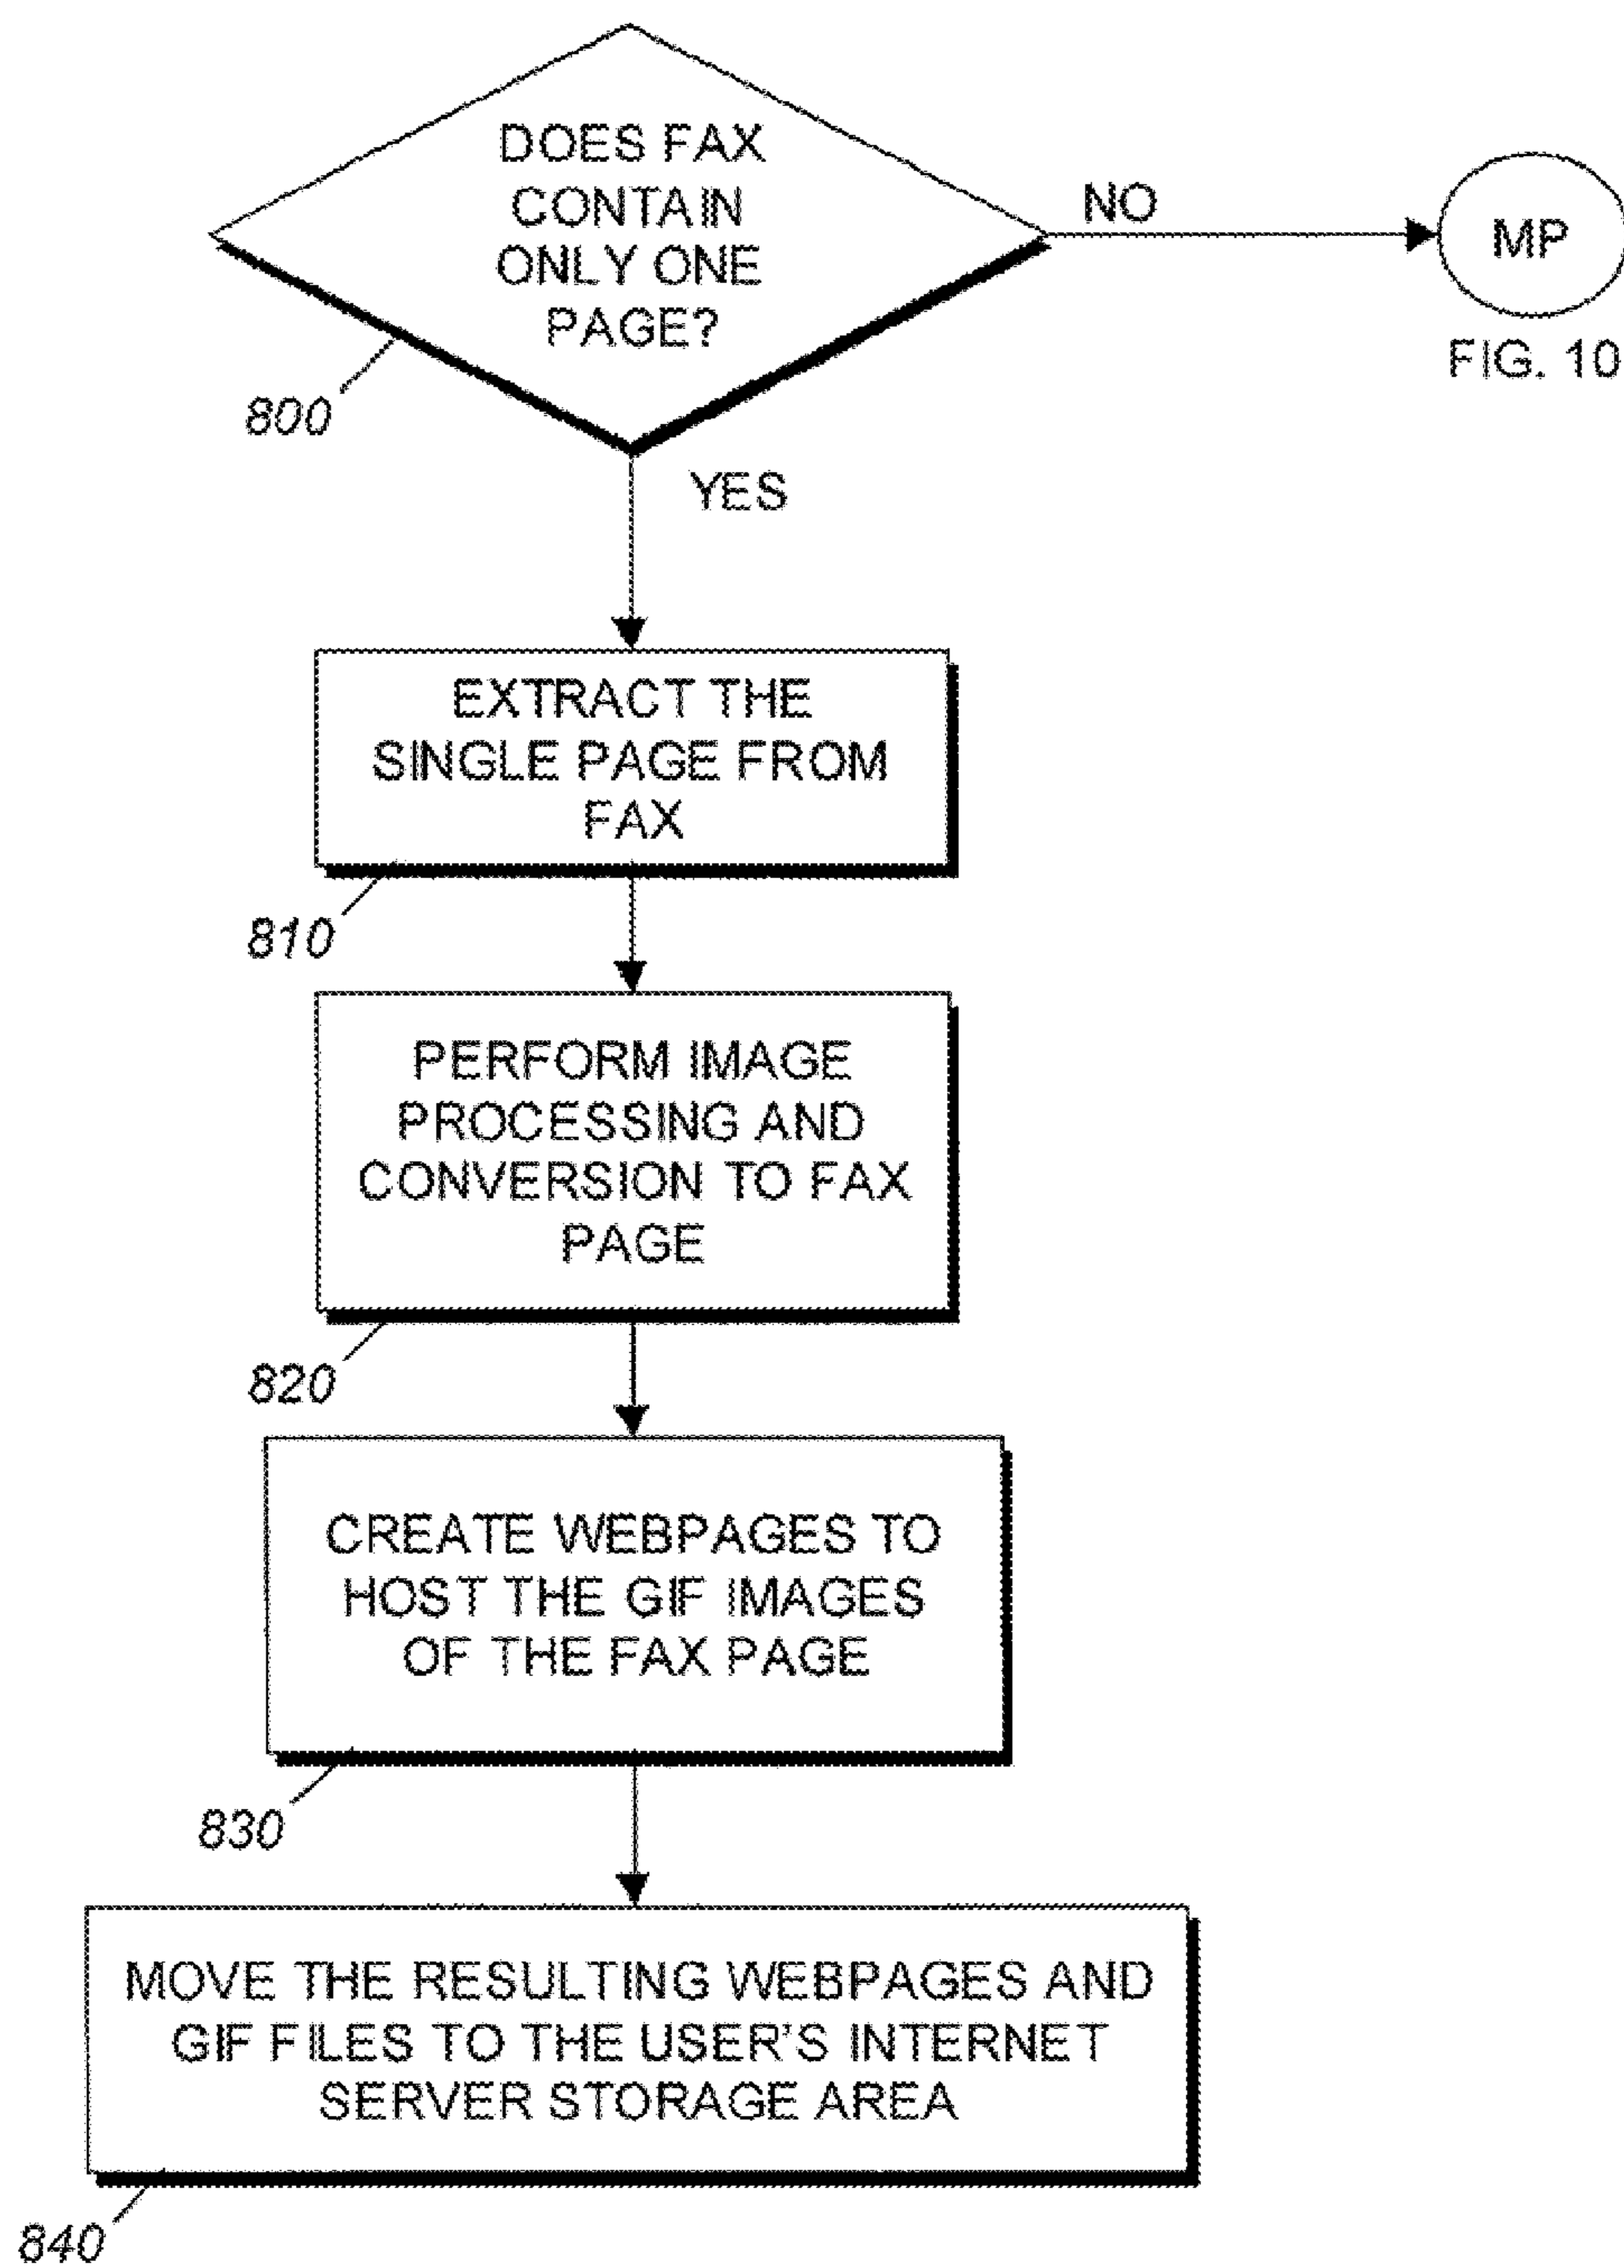 DOES FAX
CONTAIN
ONLY ONE
PAGE?
NO
MP
FIG. 10
800
YES
EXTRACT THE
SINGLE PAGE FROM
FAX
810
PERFORM IMAGE
PROCESSING AND
CONVERSION TO FAX
PAGE
820
CREATE WEBPAGES TO
HOST THE GIF IMAGES
OF THE FAX PAGE
830
MOVE THE RESULTING WEBPAGES AND
GIF FILES TO THE USER'S INTERNET
SERVER STORAGE AREA
840